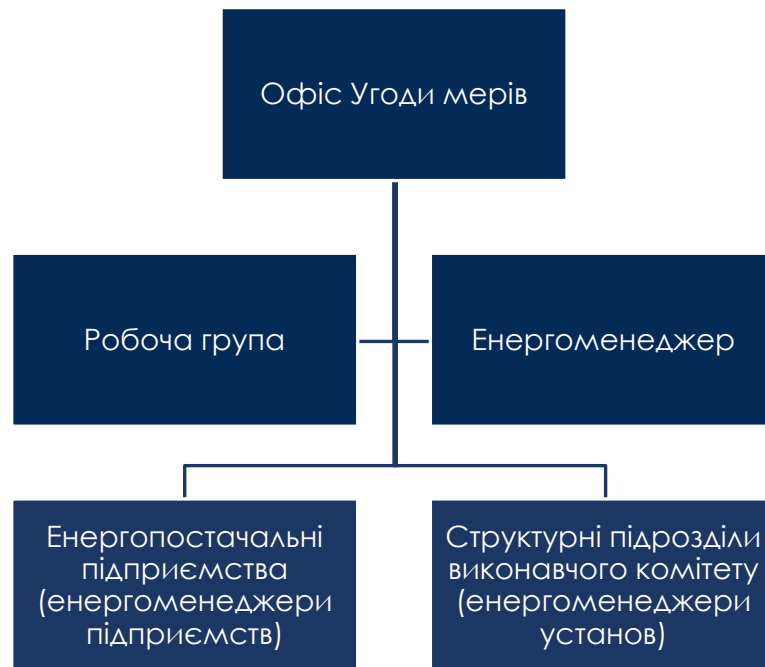 Офіс Угоди мерів
Робоча група
Енергоменеджер
Енергопостачальні
підприємства
(енергоменеджери
підприємств)
Структурні підрозділи
виконавчого комітету
(енергоменеджери
установ)